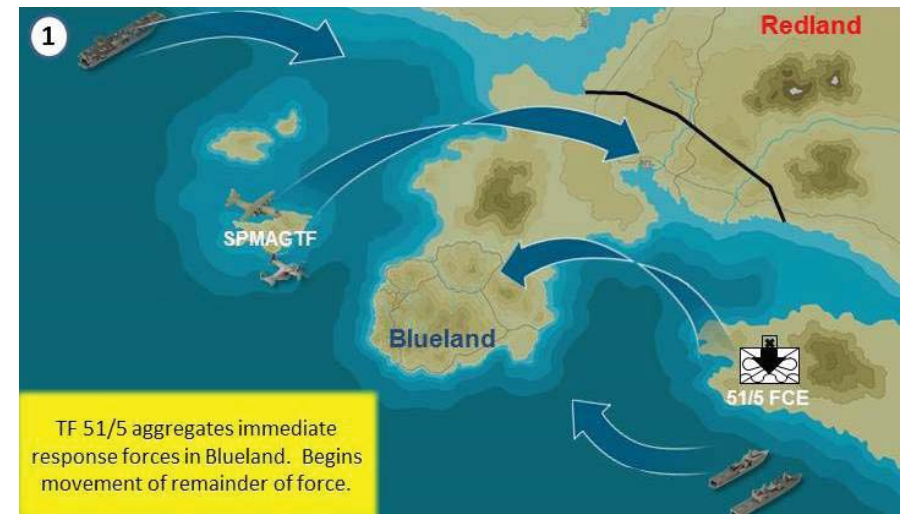 1
Redland
SPMAGTF
Blueland
51/5 FCE
TF 51/5 aggregates immediate
response forces in Blueland.  Begins
movement of remainder of force.